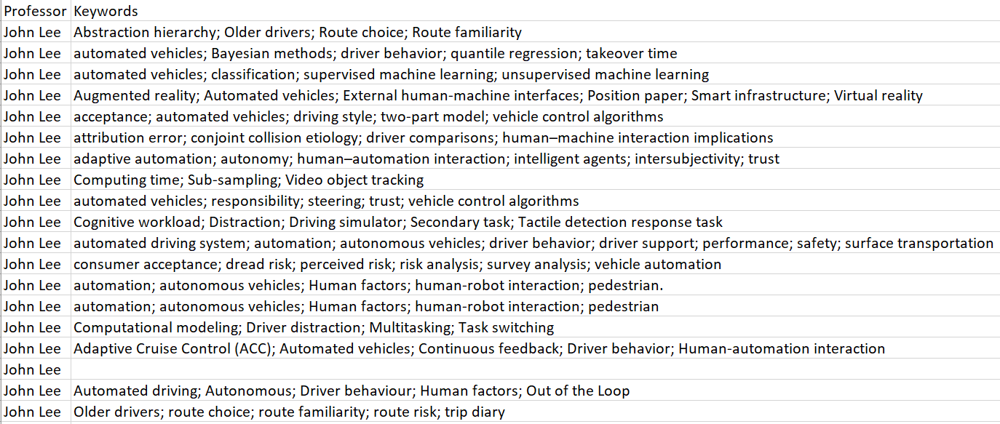 Professor Keywords
John Lee Abstraction hierarchy; Older drivers; Route choice; Route familiarity
John Lee automated vehicles; Bayesian methods; driver behavior; quantile regression; takeover time
John Lee automated vehicles; classification; supervised machine learning; unsupervised machine learning
John Lee Augmented reality; Automated vehicles; External human-machine interfaces; Position paper; Smart infrastructure; Virtual reality
John Lee acceptance; automated vehicles; driving style; two-part model; vehicle control algorithms
John Lee attribution error; conjoint collision etiology; driver comparisons; human–machine interaction implications
John Lee adaptive automation; autonomy; human–automation interaction; intelligent agents; intersubjectivity; trust
John Lee Computing time; Sub-sampling; Video object tracking
John Lee automated vehicles; responsibility; steering; trust; vehicle control algorithms
John Lee Cognitive workload; Distraction; Driving simulator; Secondary task; Tactile detection response task
John Lee automated driving system; automation; autonomous vehicles; driver behavior; driver support; performance; safety; surface transportation
John Lee consumer acceptance; dread risk; perceived risk; risk analysis; survey analysis; vehicle automation
John Lee automation; autonomous vehicles; Human factors; human-robot interaction; pedestrian.
John Lee automation; autonomous vehicles; Human factors; human-robot interaction; pedestrian
John Lee Computational modeling; Driver distraction; Multitasking; Task switching
John Lee Adaptive Cruise Control (ACC); Automated vehicles; Continuous feedback; Driver behavior; Human-automation interaction
John Lee
John Lee Automated driving; Autonomous; Driver behaviour; Human factors; Out of the Loop
John Lee Older drivers; route choice; route familiarity; route risk; trip diary